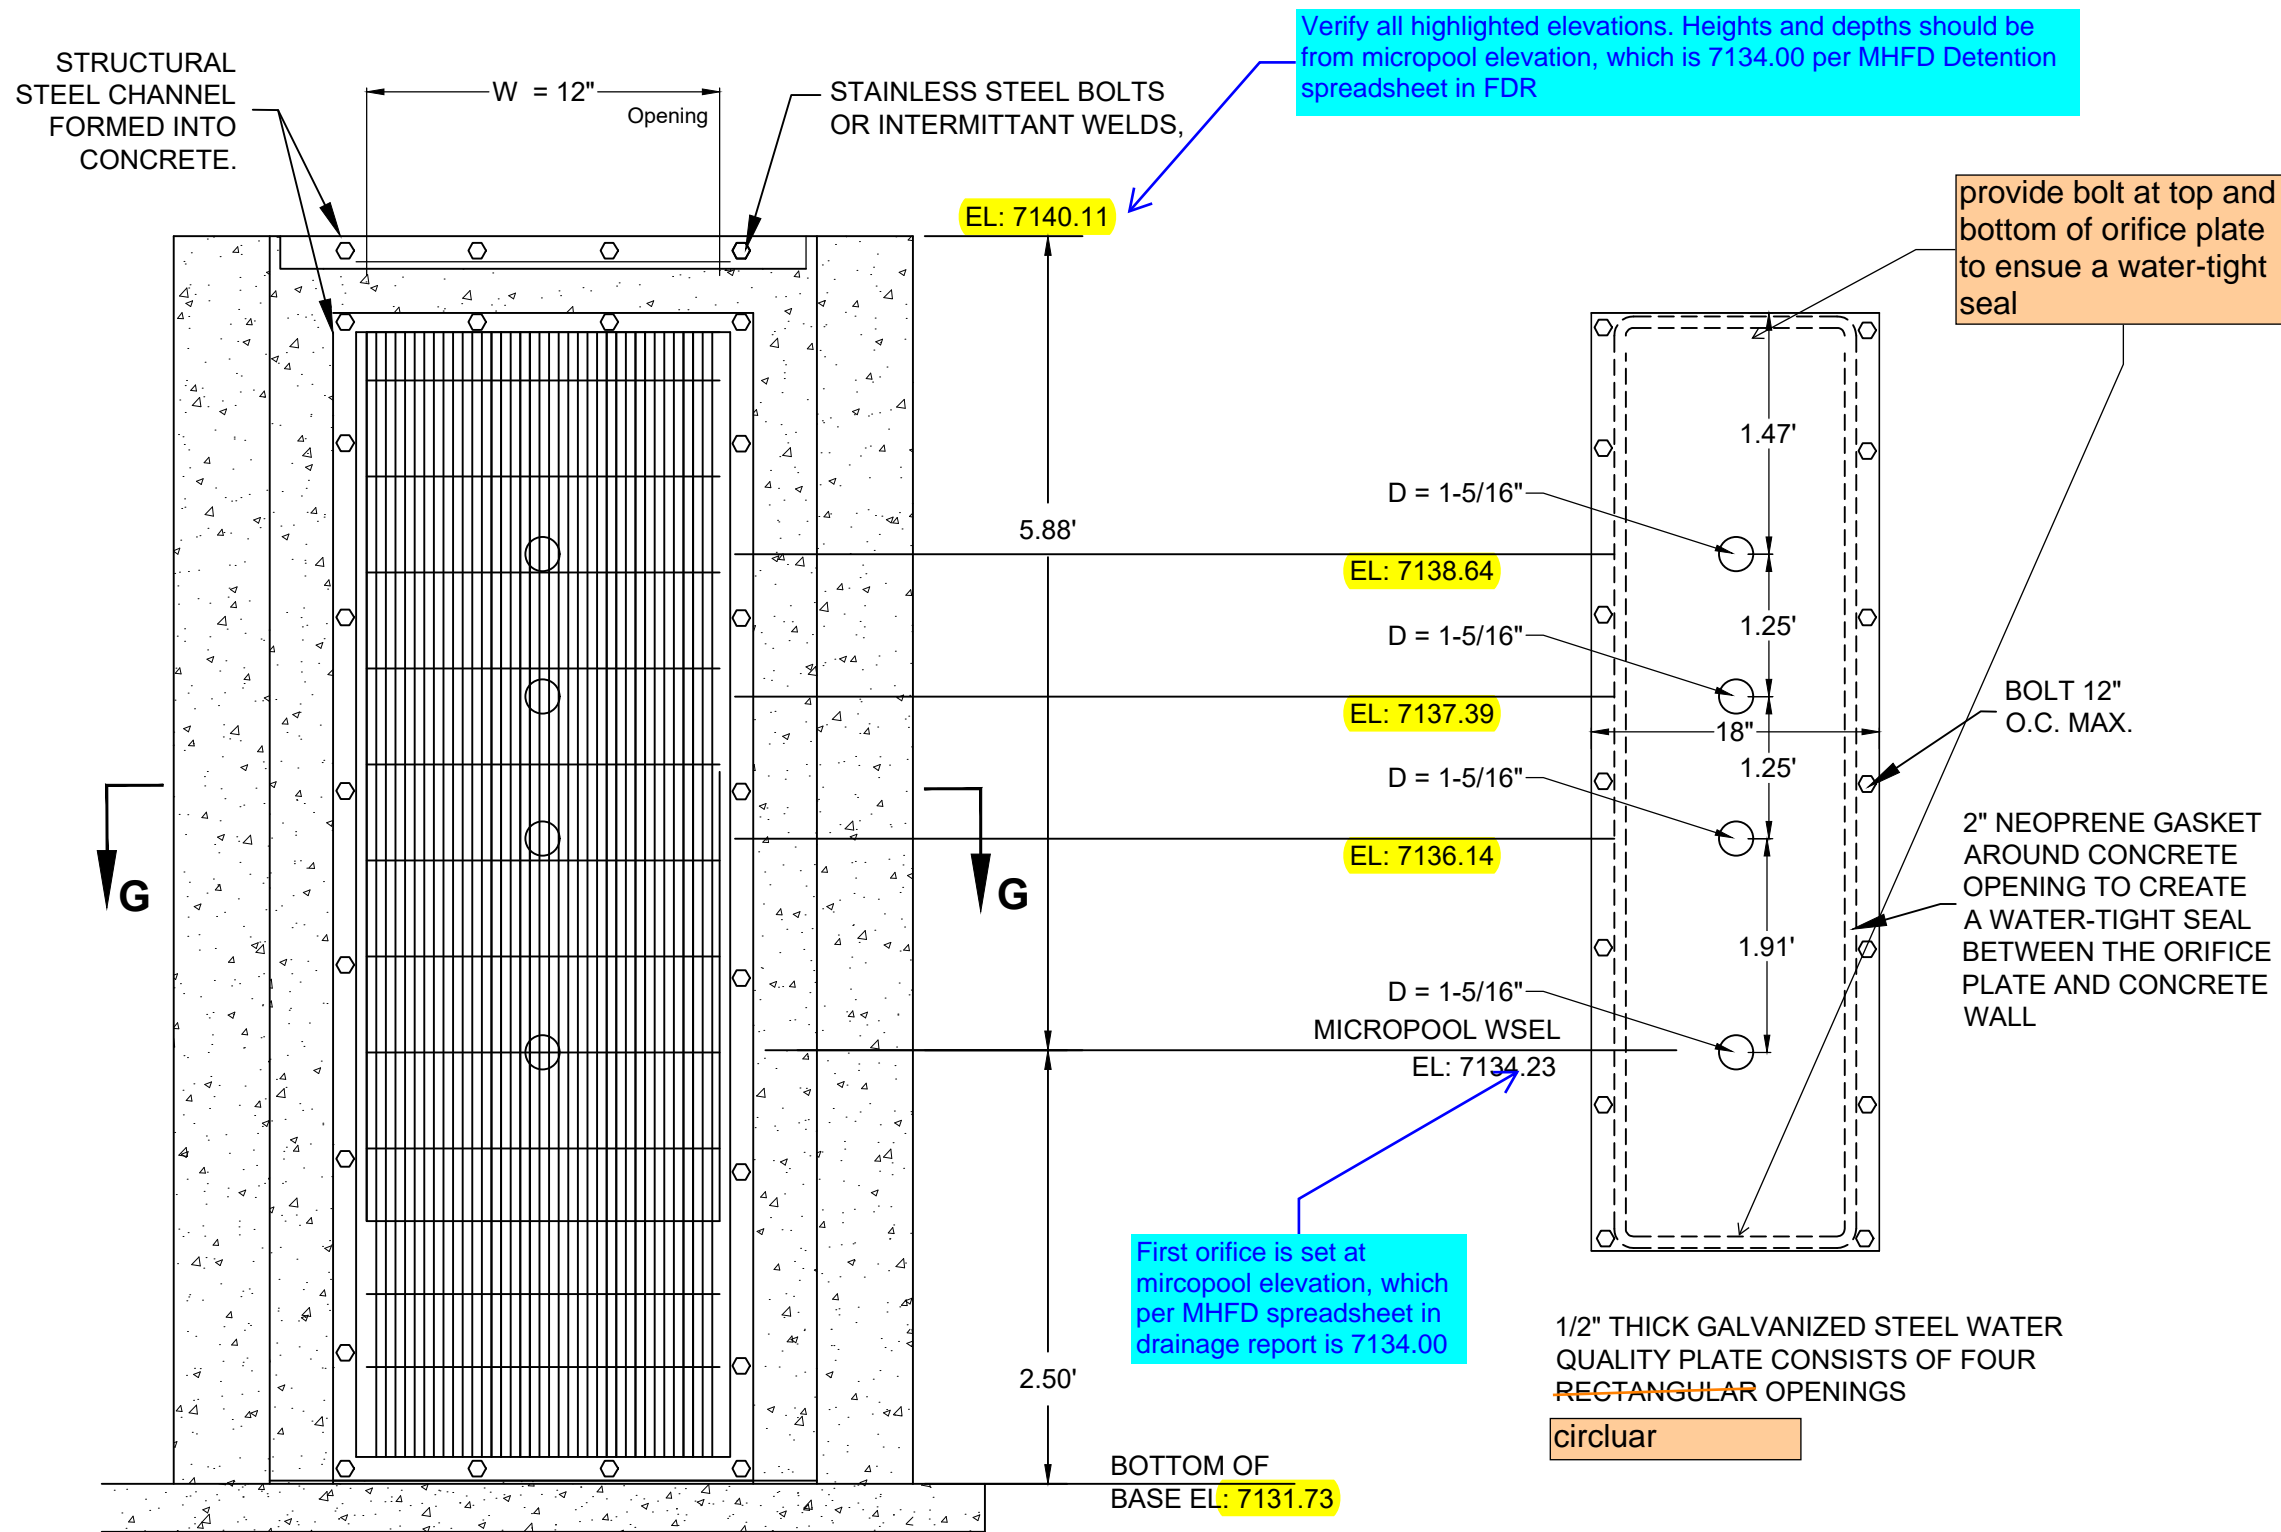 Verify all highlighted elevations. Heights and depths should be
from micropool elevation, which is 7134.00 per MHFD Detention
spreadsheet in FDR
STRUCTURAL
STEEL CHANNEL
FORMED INTO
CONCRETE.
W = 12"
Opening
STAINLESS STEEL BOLTS
OR INTERMITTANT WELDS,
EL: 7140.11
provide bolt at top and
bottom of orifice plate
to ensue a water-tight
seal
1.47'
D = 1-5/16"
5.88'
EL: 7138.64
1.25'
D = 1-5/16"
EL: 7137.39
18"
BOLT 12"
O.C. MAX.
1.25'
D = 1-5/16"
EL: 7136.14
G
G
2" NEOPRENE GASKET
AROUND CONCRETE
OPENING TO CREATE
A WATER-TIGHT SEAL
BETWEEN THE ORIFICE
PLATE AND CONCRETE
WALL
1.91'
D = 1-5/16"
MICROPOOL WSEL
EL: 7134.23
First orifice is set at
mircopool elevation, which
per MHFD spreadsheet in
drainage report is 7134.00
1/2" THICK GALVANIZED STEEL WATER
QUALITY PLATE CONSISTS OF FOUR
RECTANGULAR OPENINGS
circluar
2.50'
BOTTOM OF
BASE EL: 7131.73